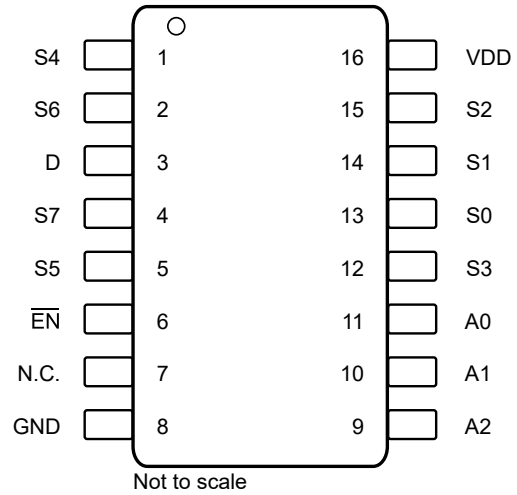 S4 1 16 VDD
S6 2 15 S2
D 3 14 S1
S7 4 13 S0
S5 5 12 S3
E̅N̅ 6 11 A0
N.C. 7 10 A1
GND 8 9 A2
Not to scale